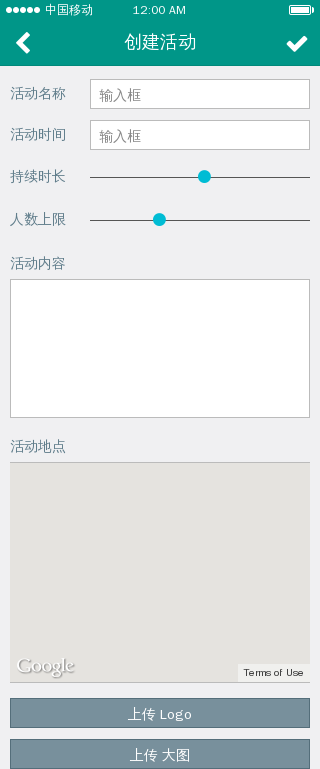 中国移动 12:00 AM
创建活动
活动名称 输入框
活动时间 输入框
持续时长
人数上限
活动内容
活动地点
Google Terms of Use
上传 Logo
上传 大图